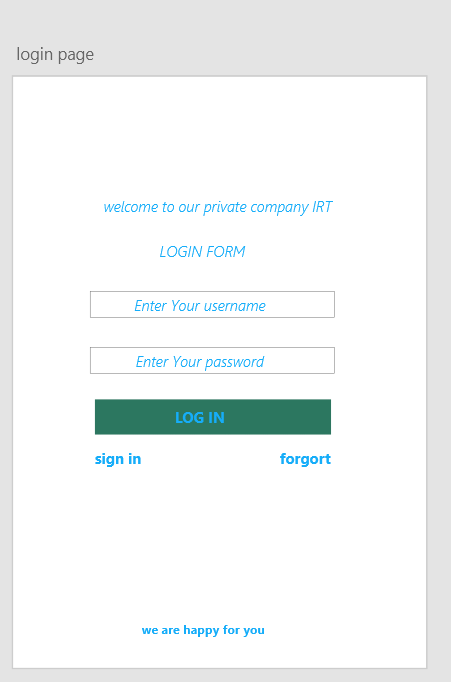 login page
welcome to our private company IRT
LOGIN FORM
Enter Your username
Enter Your password
LOG IN
sign in forgort
we are happy for you